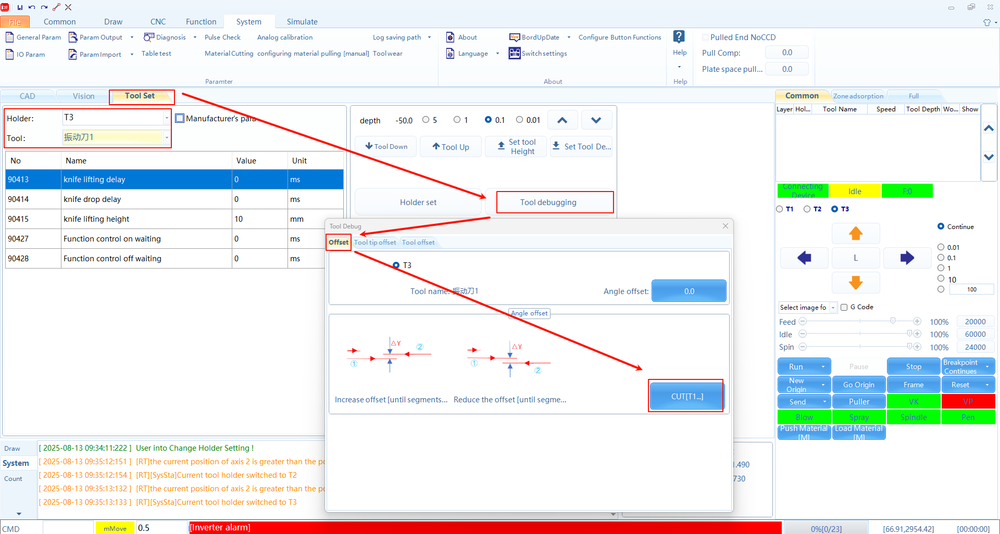 File
Common
Draw
CNC
Function
System
Simulate
General Param
Param Output
Diagnosis
Pulse Check
Analog calibration
Log saving path
IO Param
Param Import
Table test
Material Cutting
configuring material pulling [manual]
Tool wear
Paramter
About
BordUpDate
Configure Button Functions
Language
Switch settings
About
Help
Help
Pulled End NoCCD
Pull Comp:
0.0
Plate space pull...
0.0
CAD
Vision
Tool Set
Holder:
T3
Manufacturer's para
Tool:
振动刀1
No
Name
Value
Unit
90413
knife lifting delay
0
ms
90414
knife drop delay
0
ms
90415
knife lifting height
10
mm
90427
Function control on waiting
0
ms
90428
Function control off waiting
0
ms
depth
-50.0
5
1
0.1
0.01
Tool Down
Tool Up
Set tool
Height
Set Tool De...
Holder set
Tool debugging
Tool Debug
Offset
Tool tip offset
Tool offset
T3
Tool name:
振动刀1
Angle offset:
0.0
Angle offset
△Y
②
①
△Y
①
②
Increase offset [until segments...
Reduce the offset [until segme...
CUT[T1...]
Common
Zone adsorption
Full
Layer
Hol...
Tool Name
Speed
Tool Depth
Wo...
Show
Connecting
Device
Idle
F:0
T1
T2
T3
Continue
L
0.01
0.1
1
10
100
Select image fo
G Code
Feed
100%
20000
Idle
100%
60000
Spin
100%
24000
Run
Pause
Stop
Breakpoint
Continues
New
Origin
Go Origin
Frame
Reset
Send
Puller
VK
VP
Blow
Spray
Spindle
Pen
Push Material
[M]
Load Material
[M]
Draw
System
Count
[ 2025-08-13 09:34:11:222 ] User into Change Holder Setting !
[ 2025-08-13 09:35:12:151 ] [RT]the current position of axis 2 is greater than the po
[ 2025-08-13 09:35:12:154 ] [RT][SysSta]Current tool holder switched to T2
[ 2025-08-13 09:35:13:132 ] [RT]the current position of axis 2 is greater than the po
[ 2025-08-13 09:35:13:133 ] [RT][SysSta]Current tool holder switched to T3
.490
730
CMD
mMove
0.5
[Inverter alarm]
0%[0/23]
[66.91,2954.42]
[00:00:00]